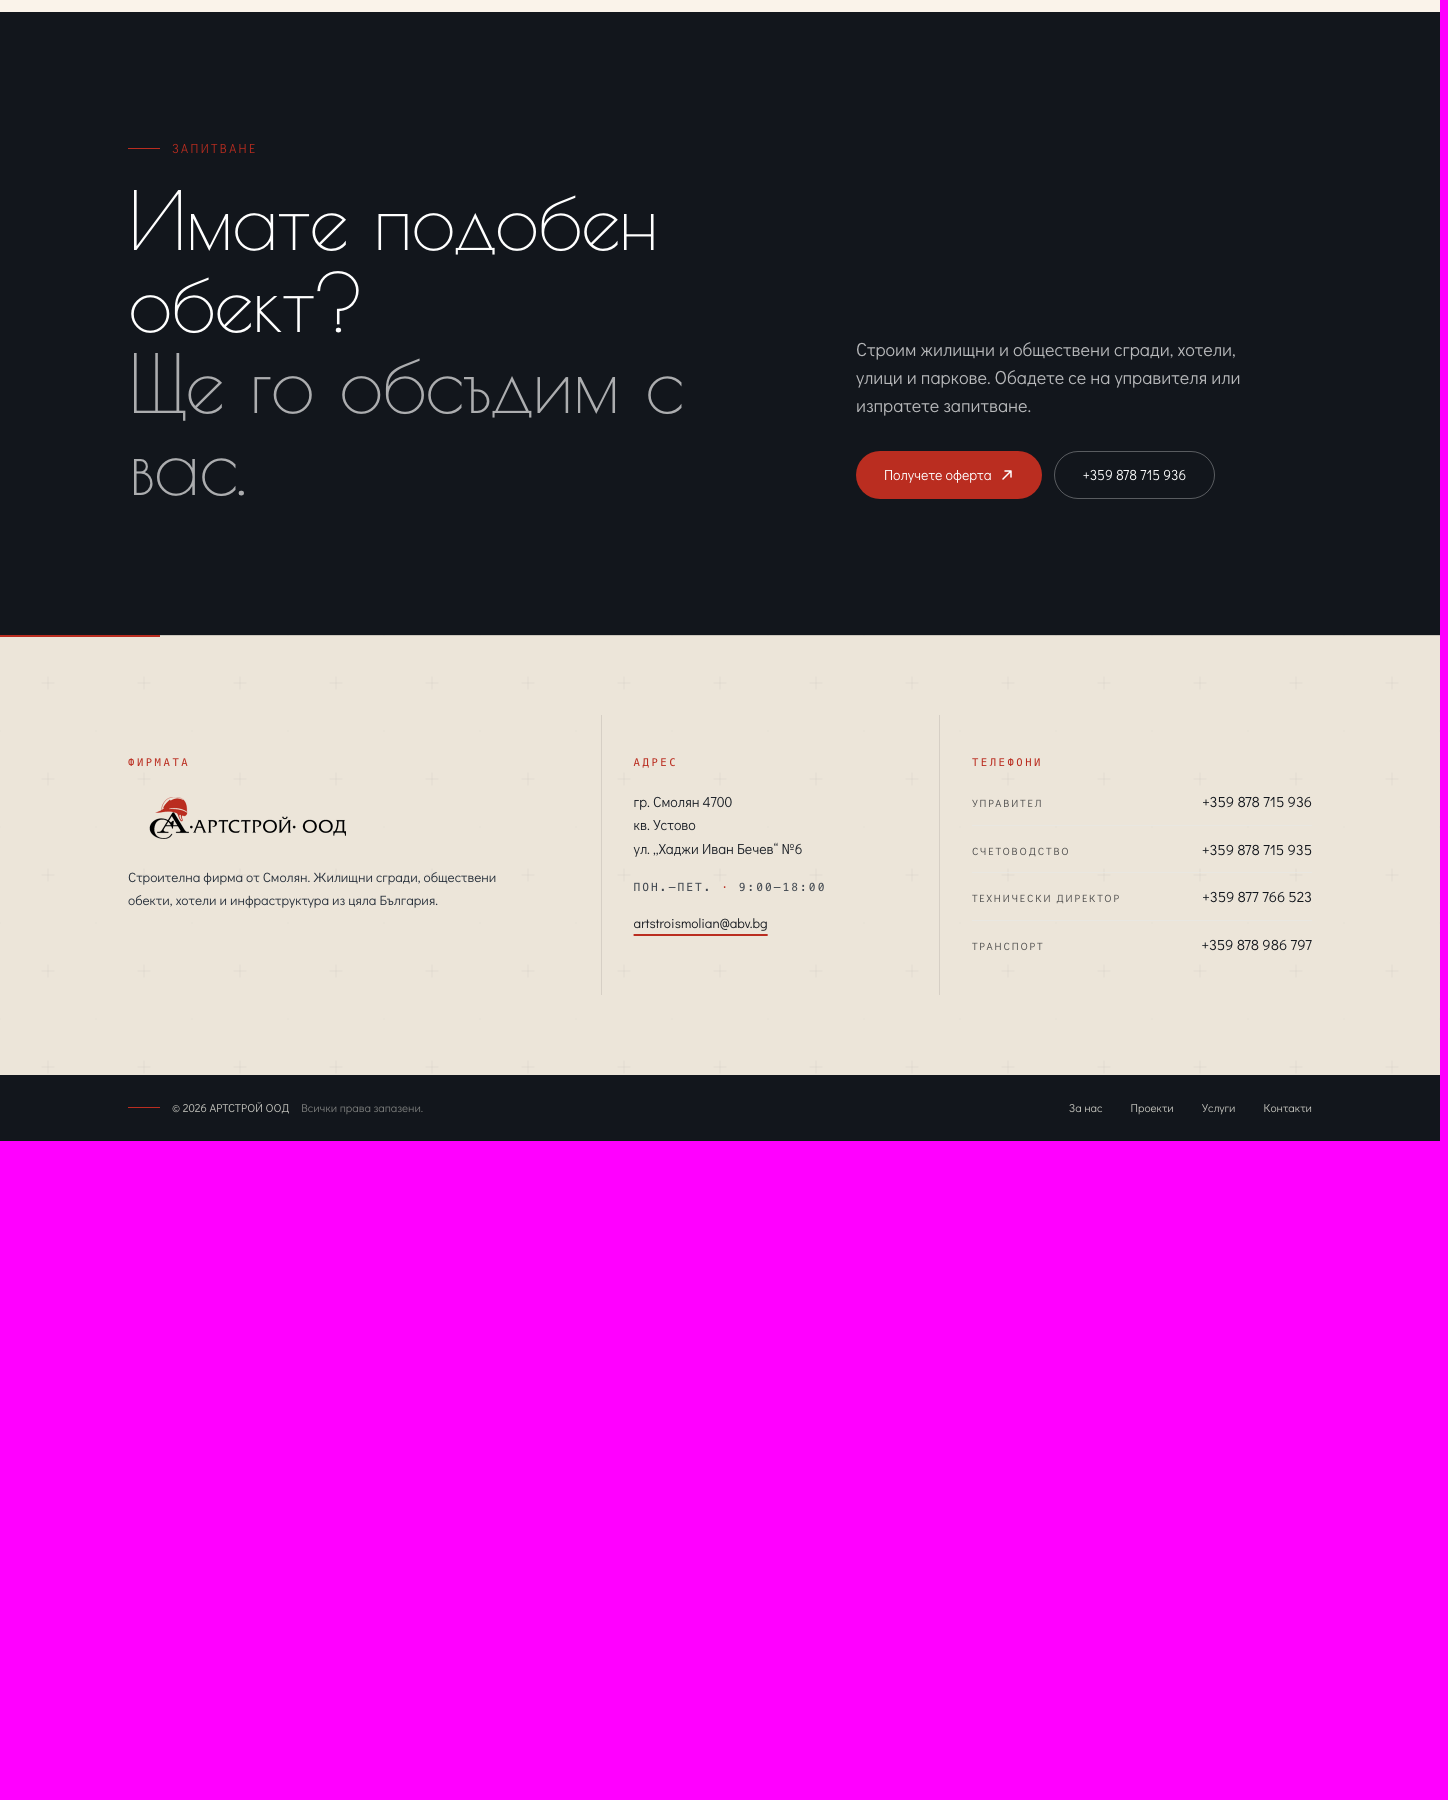 ЗАПИТВАНЕ
Имате подобен
обект?
Ще го обсъдим с
вас.
Строим жилищни и обществени сгради, хотели,
улици и паркове. Обадете се на управителя или
изпратете запитване.
Получете оферта
+359 878 715 936
ФИРМАТА
А·АРТСТРОЙ· ООД
Строителна фирма от Смолян. Жилищни сгради, обществени
обекти, хотели и инфраструктура из цяла България.
АДРЕС
гр. Смолян 4700
кв. Устово
ул. „Хаджи Иван Бечев“ №6
ПОН.–ПЕТ. · 9:00–18:00
artstroismolian@abv.bg
ТЕЛЕФОНИ
УПРАВИТЕЛ +359 878 715 936
СЧЕТОВОДСТВО +359 878 715 935
ТЕХНИЧЕСКИ ДИРЕКТОР +359 877 766 523
ТРАНСПОРТ +359 878 986 797
© 2026 АРТСТРОЙ ООД Всички права запазени.
За нас Проекти Услуги Контакти